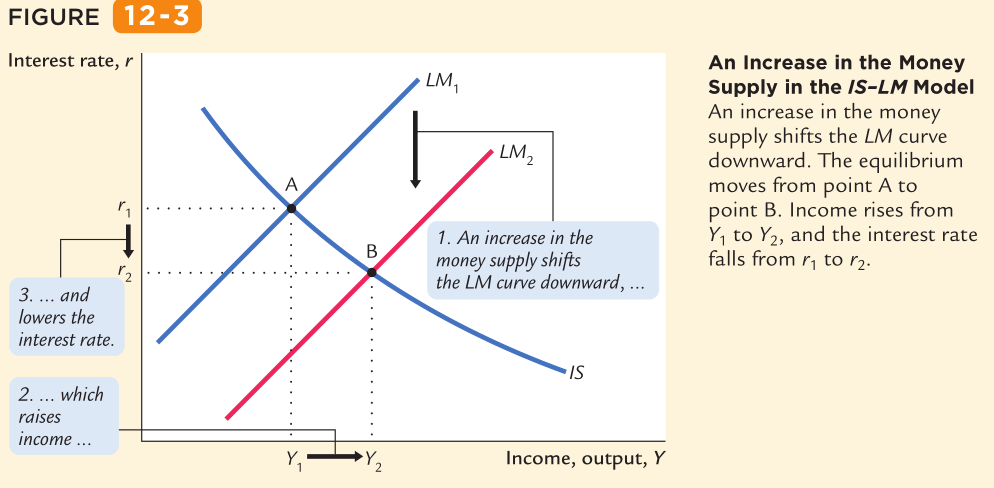 FIGURE 12-3
Interest rate, r
LM1
LM2
A
r1
B
r2
1. An increase in the
money supply shifts
the LM curve downward, ...
3. ... and
lowers the
interest rate.
IS
2. ... which
raises
income ...
Y1
Y2
Income, output, Y
An Increase in the Money
Supply in the IS–LM Model
An increase in the money
supply shifts the LM curve
downward. The equilibrium
moves from point A to
point B. Income rises from
Y1 to Y2, and the interest rate
falls from r1 to r2.